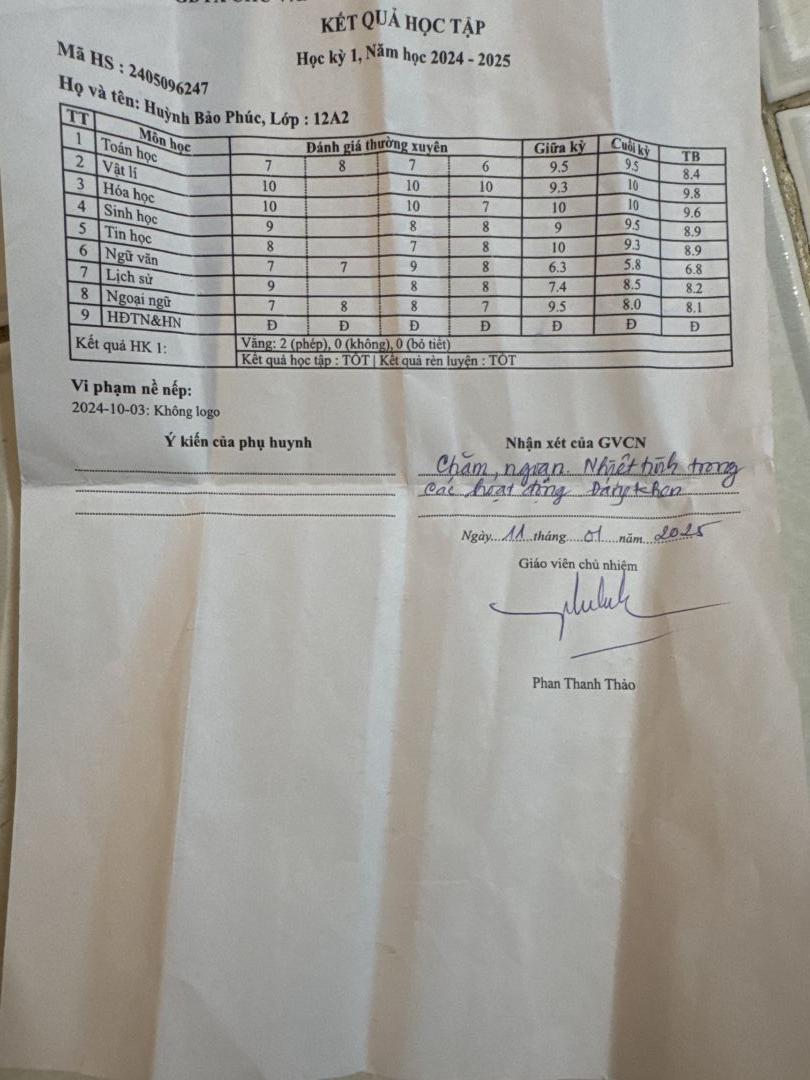 KẾT QUẢ HỌC TẬP
Học kỳ 1, Năm học 2024 - 2025
Mã HS : 2405096247
Họ và tên: Huỳnh Bảo Phúc, Lớp : 12A2
TT Môn học Đánh giá thường xuyên Giữa kỳ Cuối kỳ TB
1 Toán học 7 8 7 6 9.5 9.5 8.4
2 Vật lí 10 10 10 9.3 10 9.8
3 Hóa học 10 10 7 10 10 9.6
4 Sinh học 9 8 8 9 9.5 8.9
5 Tin học 8 7 8 10 9.3 8.9
6 Ngữ văn 7 7 9 8 6.3 5.8 6.8
7 Lịch sử 9 8 8 7.4 8.5 8.2
8 Ngoại ngữ 7 8 8 7 9.5 8.0 8.1
9 HĐTN&HN Đ Đ Đ Đ Đ Đ Đ
Kết quả HK 1: Vắng: 2 (phép), 0 (không), 0 (bỏ tiết)
Kết quả học tập : TỐT | Kết quả rèn luyện : TỐT
Vi phạm nề nếp:
2024-10-03: Không logo
Ý kiến của phụ huynh
Nhận xét của GVCN
Chăm, ngoan. Nhiệt tình trong
các hoạt động. Đáng khen
Ngày...11 tháng.....01....năm...2025
Giáo viên chủ nhiệm
Phan Thanh Thảo